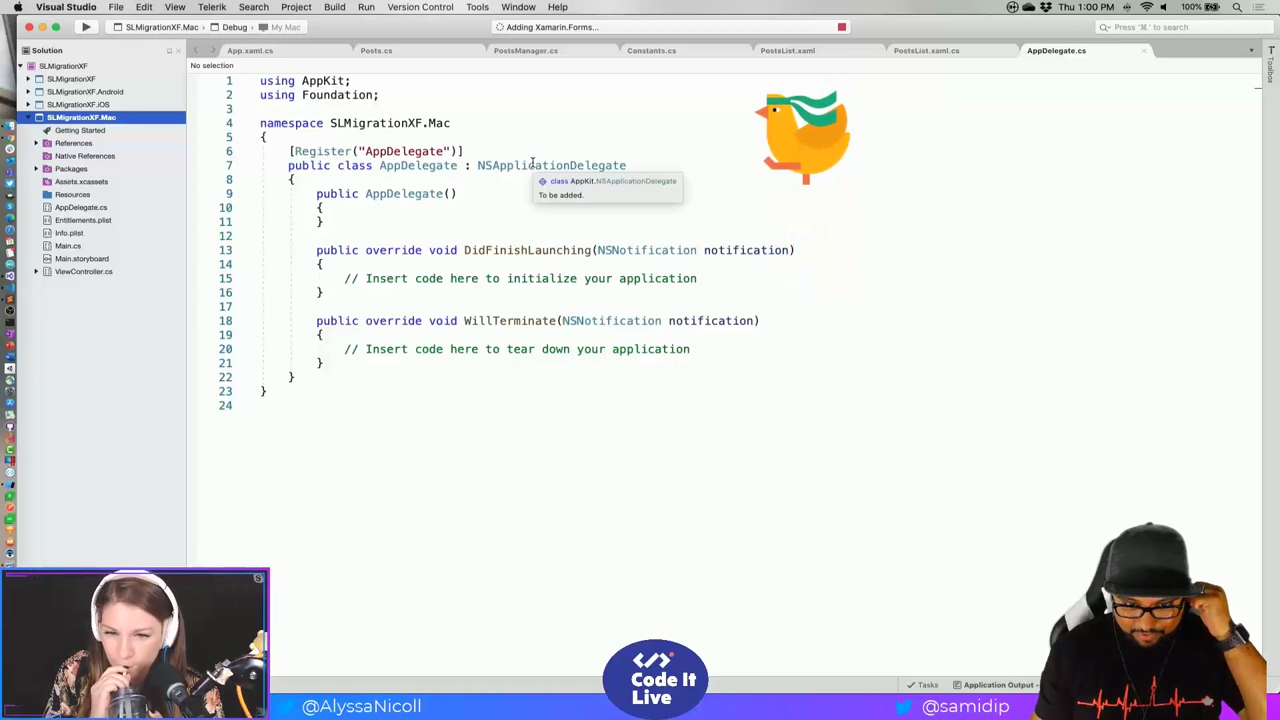 Visual Studio File Edit View Telerik Search Project Build Run Version Control Tools Window Help
100% Thu 1:00 PM
SLMigrationXF.Mac › Debug › My Mac
Adding Xamarin.Forms...
Press '⌘.' to search
Solution
App.xaml.cs Posts.cs PostsManager.cs Constants.cs PostsList.xaml PostsList.xaml.cs AppDelegate.cs
No selection
Toolbox
SLMigrationXF
SLMigrationXF
SLMigrationXF.Android
SLMigrationXF.iOS
SLMigrationXF.Mac
Getting Started
References
Native References
Packages
Assets.xcassets
Resources
AppDelegate.cs
Entitlements.plist
Info.plist
Main.cs
Main.storyboard
ViewController.cs
1 using AppKit;
2 using Foundation;
3
4 namespace SLMigrationXF.Mac
5 {
6 [Register("AppDelegate")]
7 public class AppDelegate : NSApplicationDelegate
8 {
9 public AppDelegate()
10 {
11 }
12
13 public override void DidFinishLaunching(NSNotification notification)
14 {
15 // Insert code here to initialize your application
16 }
17
18 public override void WillTerminate(NSNotification notification)
19 {
20 // Insert code here to tear down your application
21 }
22 }
23 }
24
class AppKit.NSApplicationDelegate
To be added.
Tasks Application Output -
</> Code It
Live
@AlyssaNicoll
@samidip